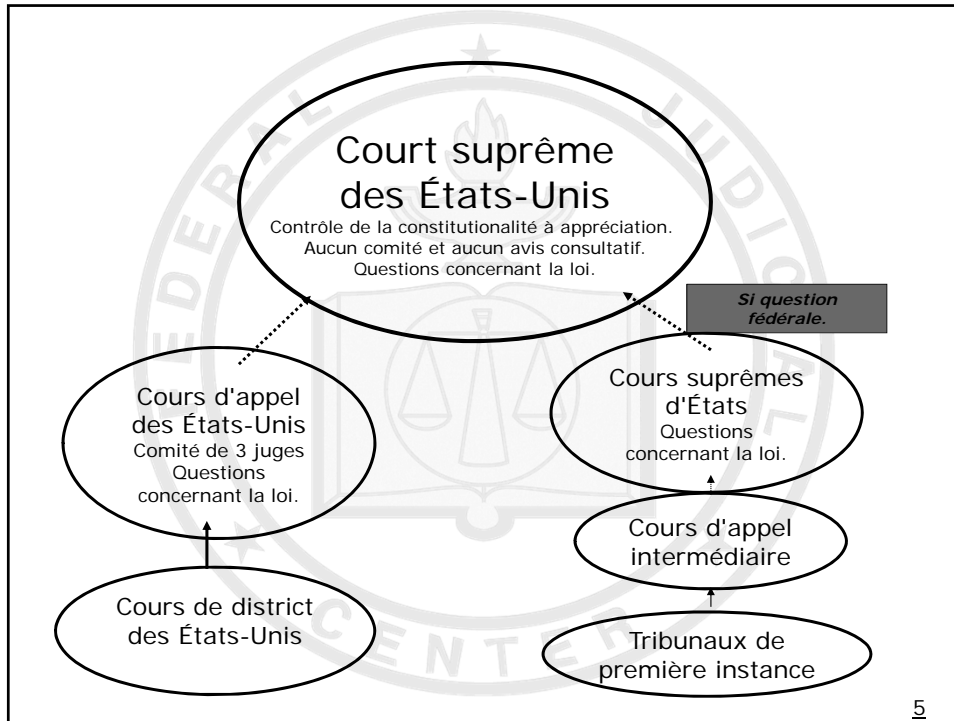 FEDERAL JUDICIAL CENTER
Court suprême
des États-Unis
Contrôle de la constitutionalité à appréciation.
Aucun comité et aucun avis consultatif.
Questions concernant la loi.
Si question
fédérale.
Cours d'appel
des États-Unis
Comité de 3 juges
Questions
concernant la loi.
Cours suprêmes
d'États
Questions
concernant la loi.
Cours d'appel
intermédiaire
Cours de district
des États-Unis
Tribunaux de
première instance
5